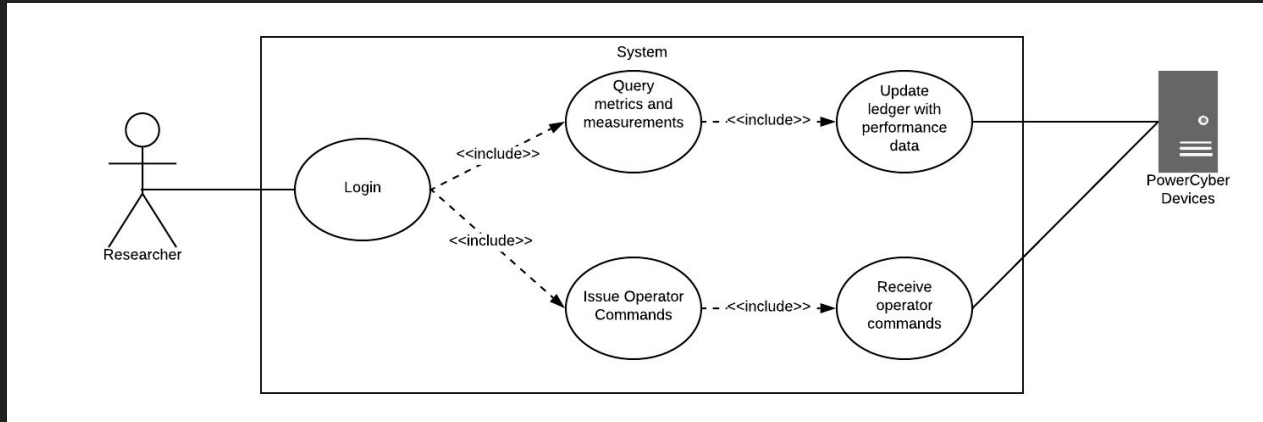 System
Query
metrics and
measurements
<<include>>
Update
ledger with
performance
data
<<include>>
Login
<<include>>
Issue Operator
Commands
<<include>>
Receive
operator
commands
Researcher
PowerCyber
Devices